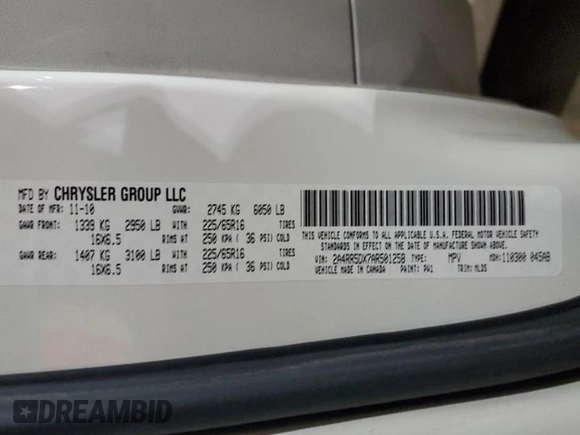 MFD BY CHRYSLER GROUP LLC
DATE OF MFR: 11-10 GVWR: 2745 KG 6050 LB
GAWR FRONT: 1339 KG 2950 LB 225/65R16 TIRES
16X6.5 RIMS AT 250 KPA ( 36 PSI) COLD
GAWR REAR: 1407 KG 3100 LB 225/65R16 TIRES
16X6.5 RIMS AT 250 KPA ( 36 PSI) COLD
THIS VEHICLE CONFORMS TO ALL APPLICABLE U.S.A. FEDERAL MOTOR VEHICLE SAFETY
STANDARDS IN EFFECT ON THE DATE OF MANUFACTURE SHOWN ABOVE.
VIN: 2A4RR5DX7AR501258 TYPE: MPV MDH: 110300 045AB
VEHICLE MADE IN CANADA PAINT: PW1 TRIM: MLDS
DREAMBID